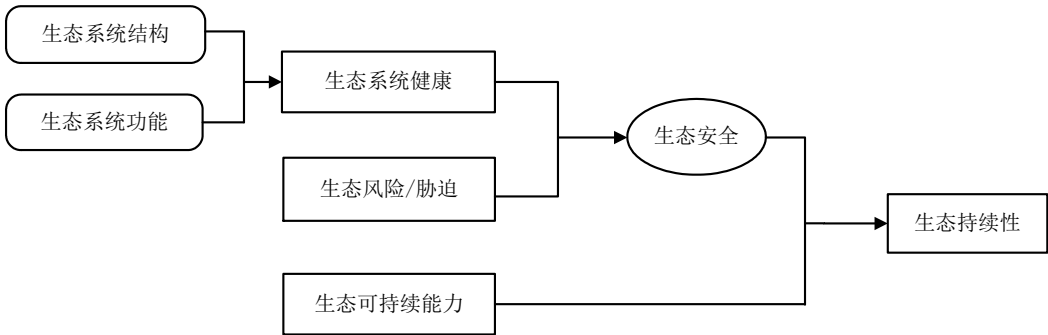 生态系统结构
生态系统功能
生态系统健康
生态风险/胁迫
生态可持续能力
生态安全
生态持续性